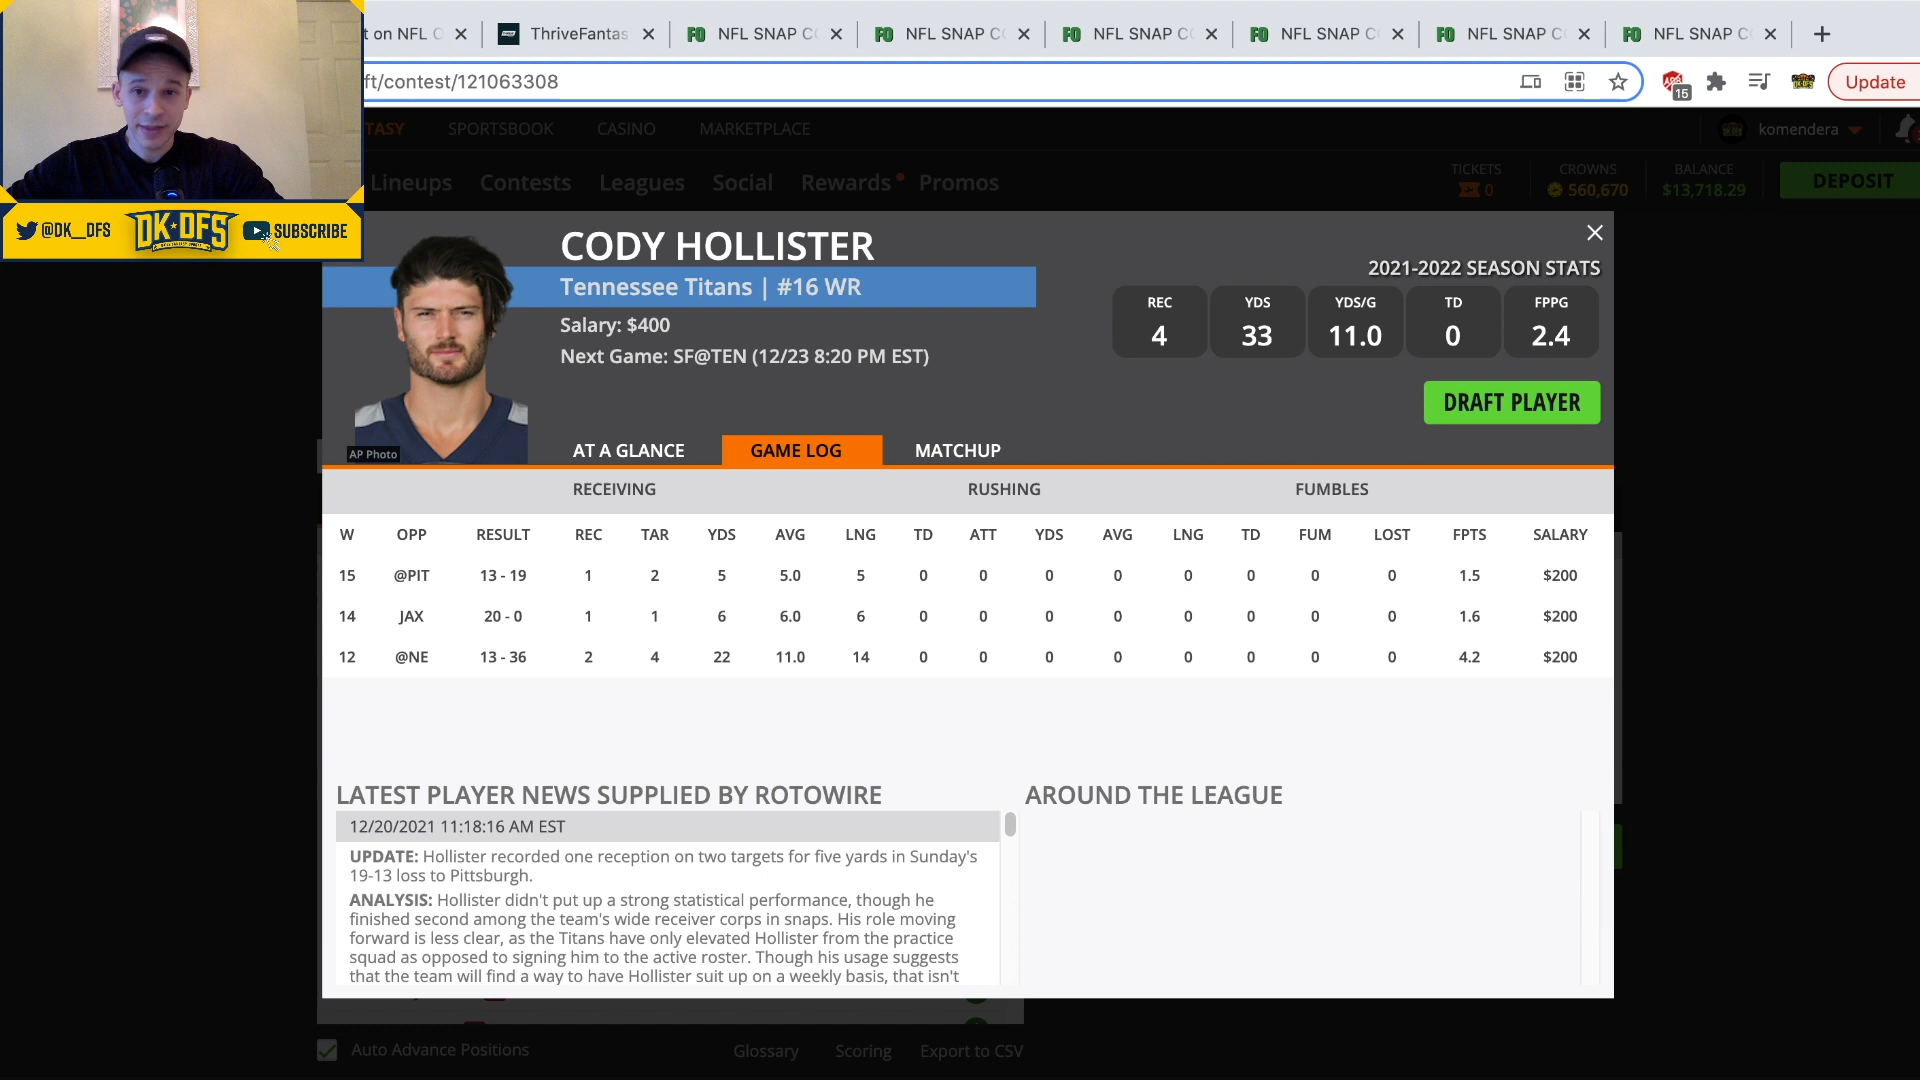 t on NFL
ThriveFantas
NFL SNAP C
NFL SNAP C
NFL SNAP C
NFL SNAP C
NFL SNAP C
NFL SNAP C
ft/contest/121063308
15
Update
TASY
SPORTSBOOK
CASINO
MARKETPLACE
komendera
Lineups
Contests
Leagues
Social
Rewards
Promos
TICKETS
0
CROWNS
560,670
BALANCE
$13,718.29
DEPOSIT
@DK__DFS
DK★DFS
SUBSCRIBE
CODY HOLLISTER
Tennessee Titans | #16 WR
Salary: $400
Next Game: SF@TEN (12/23 8:20 PM EST)
AP Photo
2021-2022 SEASON STATS
REC YDS YDS/G TD FPPG
4 33 11.0 0 2.4
DRAFT PLAYER
AT A GLANCE GAME LOG MATCHUP
RECEIVING RUSHING FUMBLES
W OPP RESULT REC TAR YDS AVG LNG TD ATT YDS AVG LNG TD FUM LOST FPTS SALARY
15 @PIT 13 - 19 1 2 5 5.0 5 0 0 0 0 0 0 0 0 1.5 $200
14 JAX 20 - 0 1 1 6 6.0 6 0 0 0 0 0 0 0 0 1.6 $200
12 @NE 13 - 36 2 4 22 11.0 14 0 0 0 0 0 0 0 0 4.2 $200
LATEST PLAYER NEWS SUPPLIED BY ROTOWIRE
12/20/2021 11:18:16 AM EST
UPDATE: Hollister recorded one reception on two targets for five yards in Sunday's
19-13 loss to Pittsburgh.
ANALYSIS: Hollister didn't put up a strong statistical performance, though he
finished second among the team's wide receiver corps in snaps. His role moving
forward is less clear, as the Titans have only elevated Hollister from the practice
squad as opposed to signing him to the active roster. Though his usage suggests
that the team will find a way to have Hollister suit up on a weekly basis, that isn't
AROUND THE LEAGUE
Auto Advance Positions
Glossary
Scoring
Export to CSV